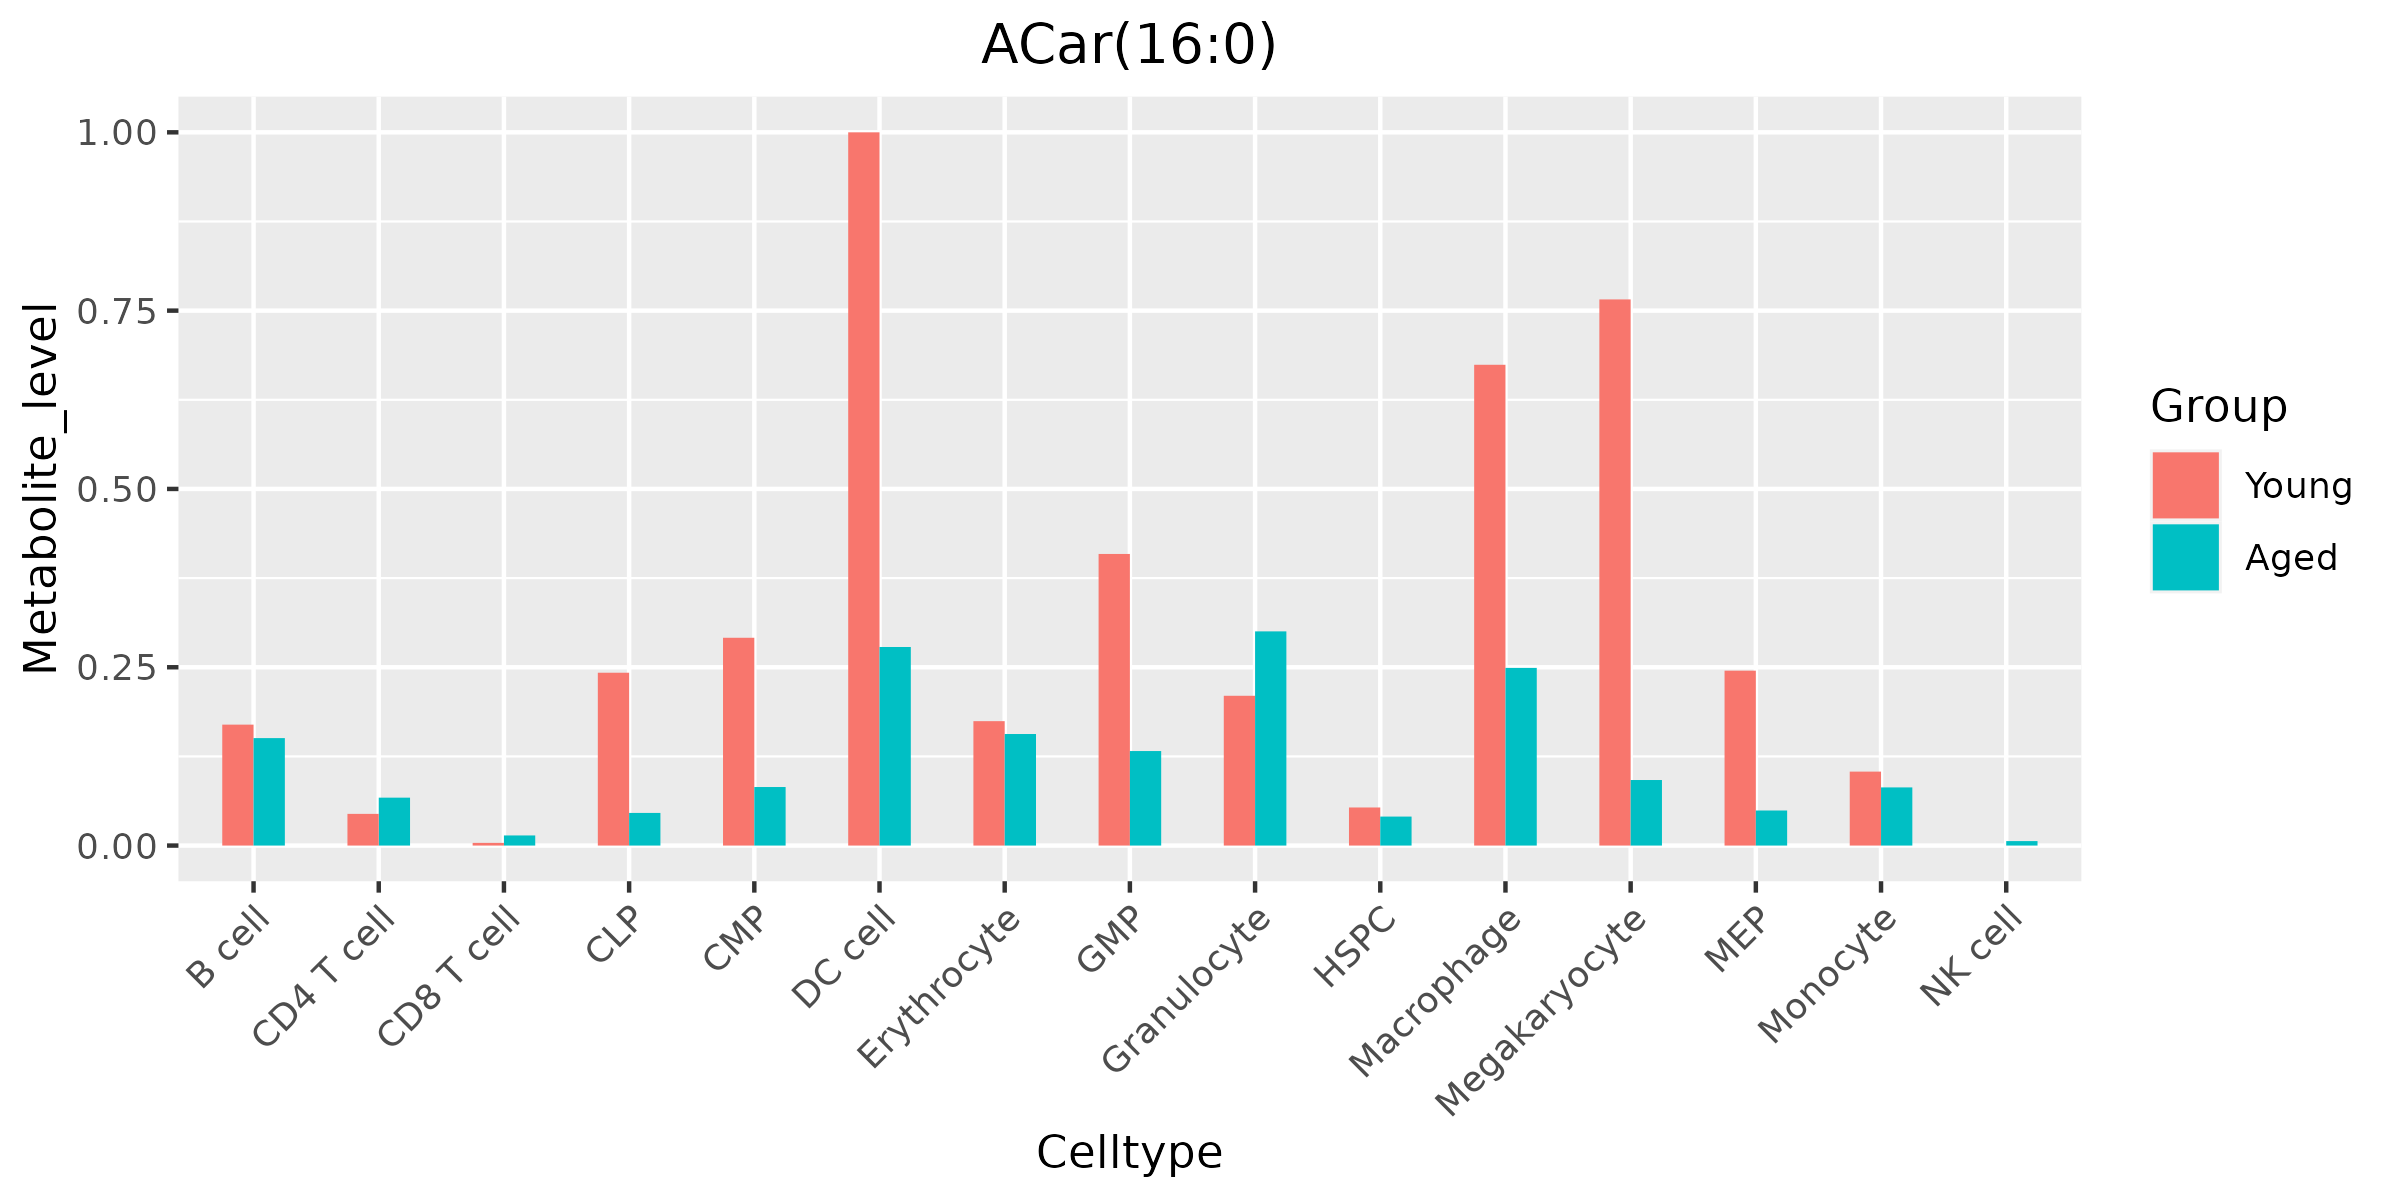 ACar(16:0)
Metabolite_level
1.00
0.75
0.50
0.25
0.00
B cell
CD4 T cell
CD8 T cell
CLP
CMP
DC cell
Erythrocyte
GMP
Granulocyte
HSPC
Macrophage
Megakaryocyte
MEP
Monocyte
NK cell
Celltype
Group
Young
Aged